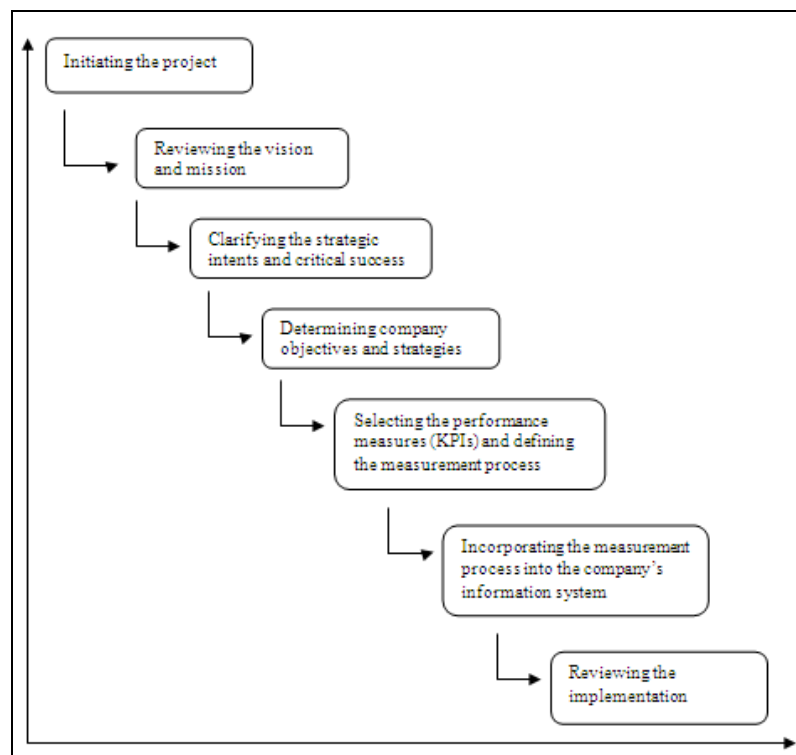 Initiating the project
Reviewing the vision
and mission
Clarifying the strategic
intents and critical success
Determining company
objectives and strategies
Selecting the performance
measures (KPIs) and defining
the measurement process
Incorporating the measurement
process into the company's
information system
Reviewing the
implementation